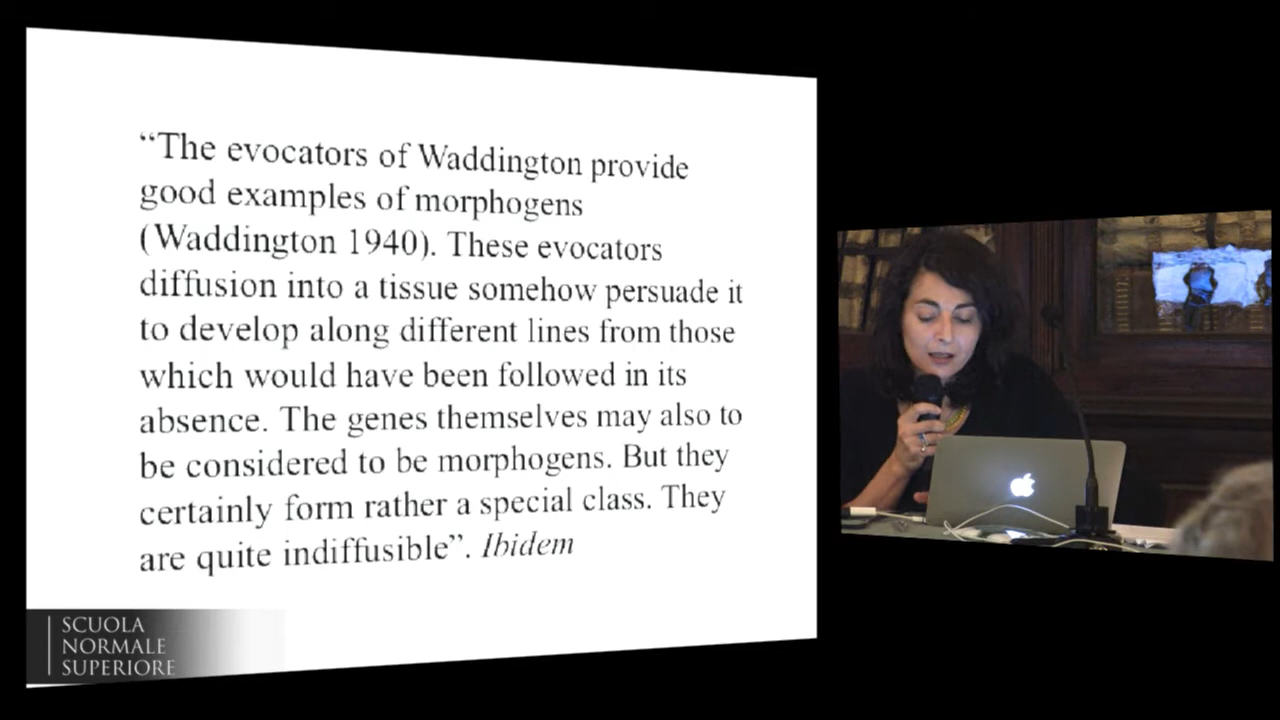 “The evocators of Waddington provide
good examples of morphogens
(Waddington 1940). These evocators
diffusion into a tissue somehow persuade it
to develop along different lines from those
which would have been followed in its
absence. The genes themselves may also to
be considered to be morphogens. But they
certainly form rather a special class. They
are quite indiffusible”. Ibidem
SCUOLA
NORMALE
SUPERIORE